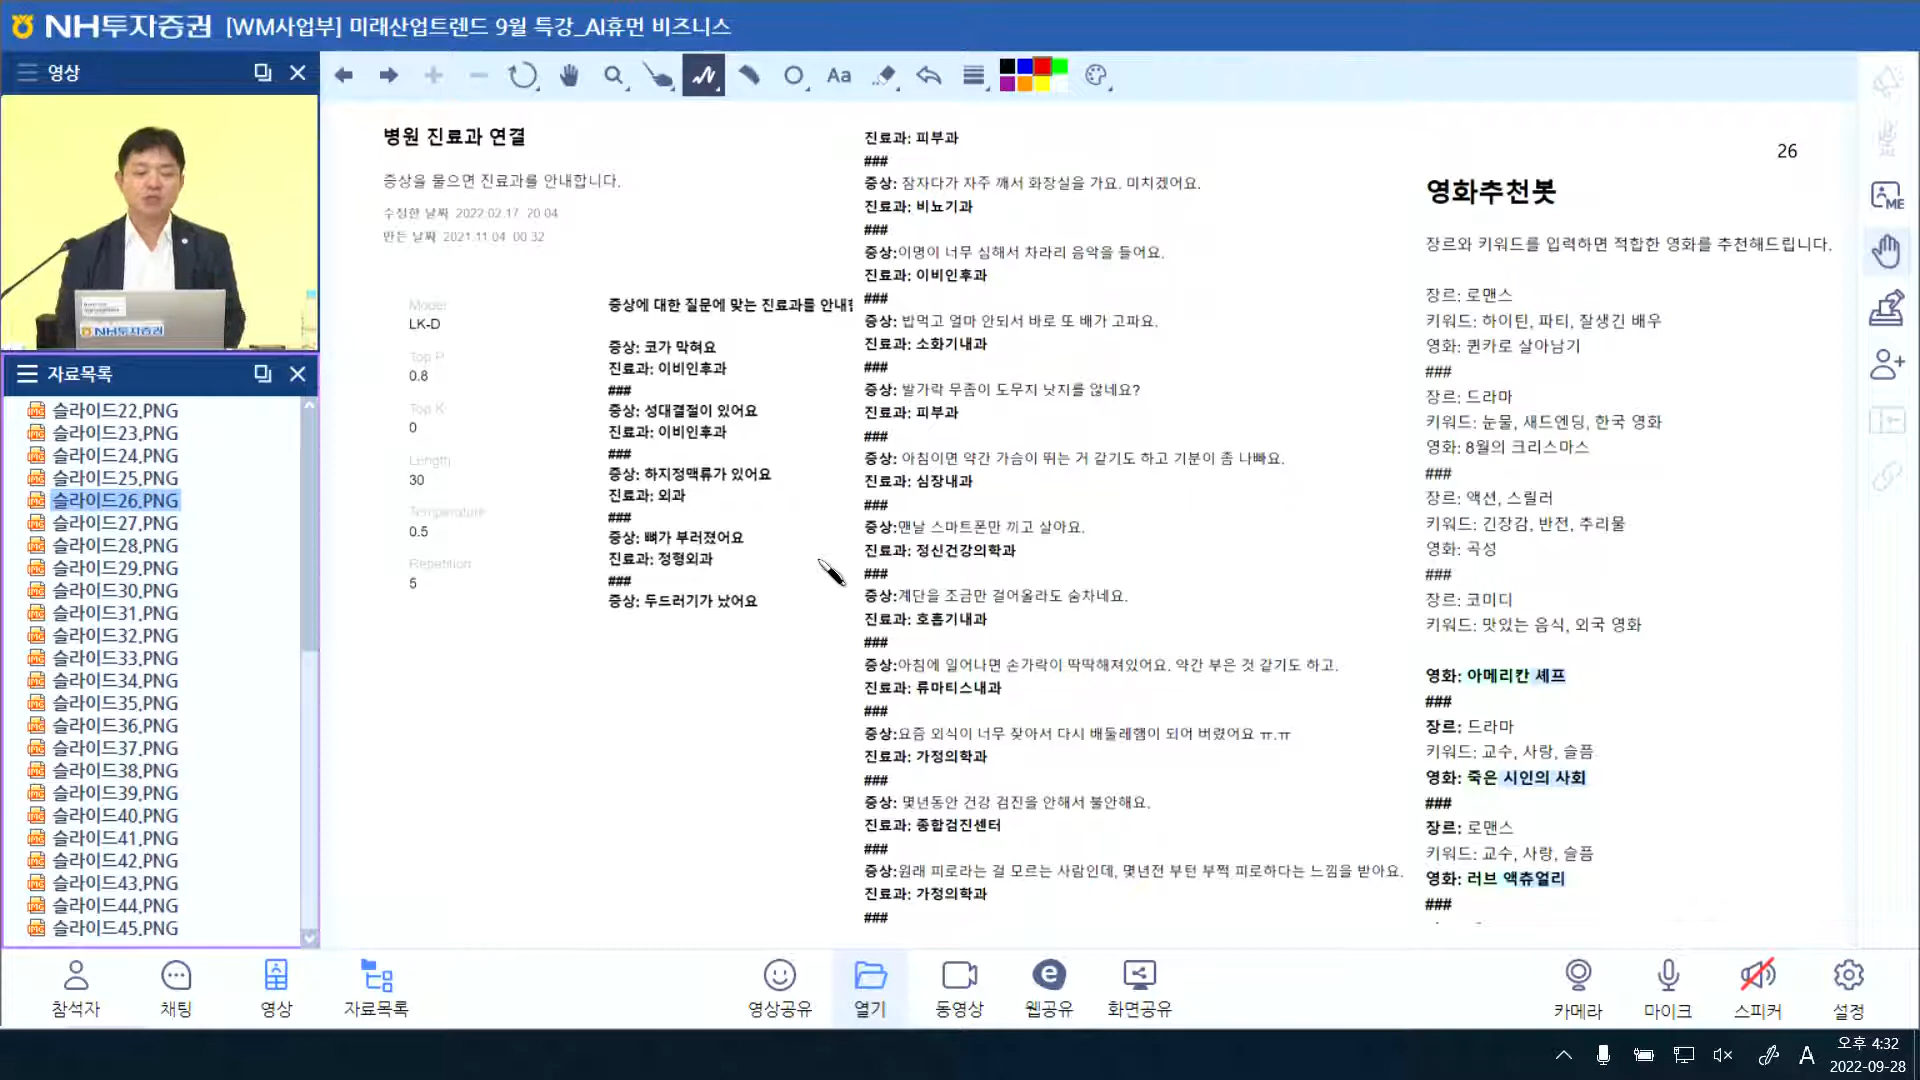 NH투자증권 [WM사업부] 미래산업트렌드 9월 특강_AI휴먼 비즈니스
영상
NH투자증권
자료목록
슬라이드22.PNG
슬라이드23.PNG
슬라이드24.PNG
슬라이드25.PNG
슬라이드26.PNG
슬라이드27.PNG
슬라이드28.PNG
슬라이드29.PNG
슬라이드30.PNG
슬라이드31.PNG
슬라이드32.PNG
슬라이드33.PNG
슬라이드34.PNG
슬라이드35.PNG
슬라이드36.PNG
슬라이드37.PNG
슬라이드38.PNG
슬라이드39.PNG
슬라이드40.PNG
슬라이드41.PNG
슬라이드42.PNG
슬라이드43.PNG
슬라이드44.PNG
슬라이드45.PNG
Aa
병원 진료과 연결
증상을 물으면 진료과를 안내합니다.
수정한 날짜 2022.02.17 20:04
만든 날짜 2021.11.04 00:32
Model
LK-D
Top P
0.8
Top K
0
Length
30
Temperature
0.5
Repetition
5
증상에 대한 질문에 맞는 진료과를 안내
증상: 코가 막혀요
진료과: 이비인후과
###
증상: 성대결절이 있어요
진료과: 이비인후과
###
증상: 하지정맥류가 있어요
진료과: 외과
###
증상: 뼈가 부러졌어요
진료과: 정형외과
###
증상: 두드러기가 났어요
진료과: 피부과
###
증상: 잠자다가 자주 깨서 화장실을 가요. 미치겠어요.
진료과: 비뇨기과
###
증상:이명이 너무 심해서 차라리 음악을 들어요.
진료과: 이비인후과
###
증상: 밥먹고 얼마 안되서 바로 또 배가 고파요.
진료과: 소화기내과
###
증상: 발가락 무좀이 도무지 낫지를 않네요?
진료과: 피부과
###
증상: 아침이면 약간 가슴이 뛰는 거 같기도 하고 기분이 좀 나빠요.
진료과: 심장내과
###
증상:맨날 스마트폰만 끼고 살아요.
진료과: 정신건강의학과
###
증상:계단을 조금만 걸어올라도 숨차네요.
진료과: 호흡기내과
###
증상:아침에 일어나면 손가락이 딱딱해져있어요. 약간 부은 것 같기도 하고.
진료과: 류마티스내과
###
증상:요즘 외식이 너무 잦아서 다시 배둘레햄이 되어 버렸어요 ㅠ.ㅠ
진료과: 가정의학과
###
증상: 몇년동안 건강 검진을 안해서 불안해요.
진료과: 종합검진센터
###
증상:원래 피로라는 걸 모르는 사람인데, 몇년전 부턴 부쩍 피로하다는 느낌을 받아요.
진료과: 가정의학과
###
26
영화추천봇
장르와 키워드를 입력하면 적합한 영화를 추천해드립니다.
장르: 로맨스
키워드: 하이틴, 파티, 잘생긴 배우
영화: 퀸카로 살아남기
###
장르: 드라마
키워드: 눈물, 새드엔딩, 한국 영화
영화: 8월의 크리스마스
###
장르: 액션, 스릴러
키워드: 긴장감, 반전, 추리물
영화: 곡성
###
장르: 코미디
키워드: 맛있는 음식, 외국 영화
영화: 아메리칸 셰프
###
장르: 드라마
키워드: 교수, 사랑, 슬픔
영화: 죽은 시인의 사회
###
장르: 로맨스
키워드: 교수, 사랑, 슬픔
영화: 러브 액츄얼리
###
ME
참석자
채팅
영상
자료목록
영상공유
열기
동영상
웹공유
화면공유
카메라
마이크
스피커
설정
A
오후 4:32
2022-09-28